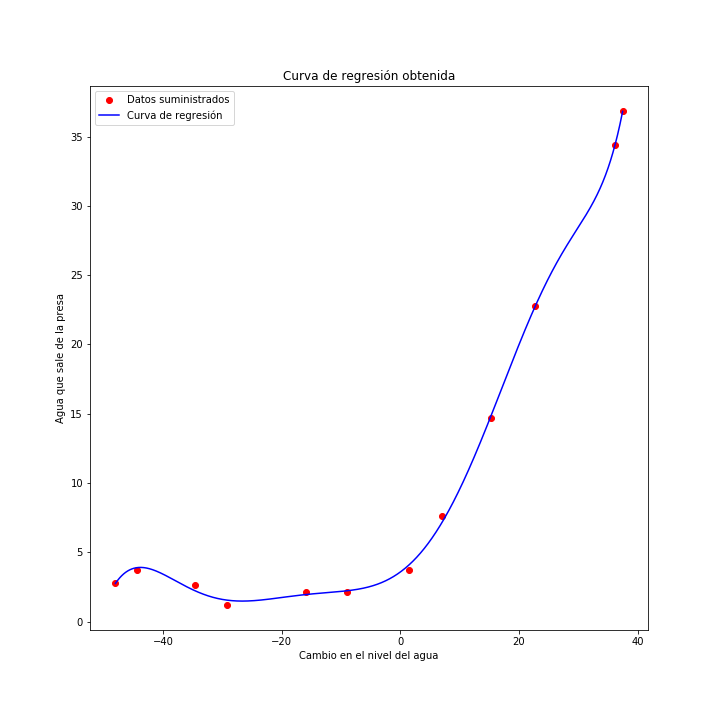 Curva de regresión obtenida
Datos suministrados
Curva de regresión
Agua que sale de la presa
35
30
25
20
15
10
5
0
−40
−20
0
20
40
Cambio en el nivel del agua